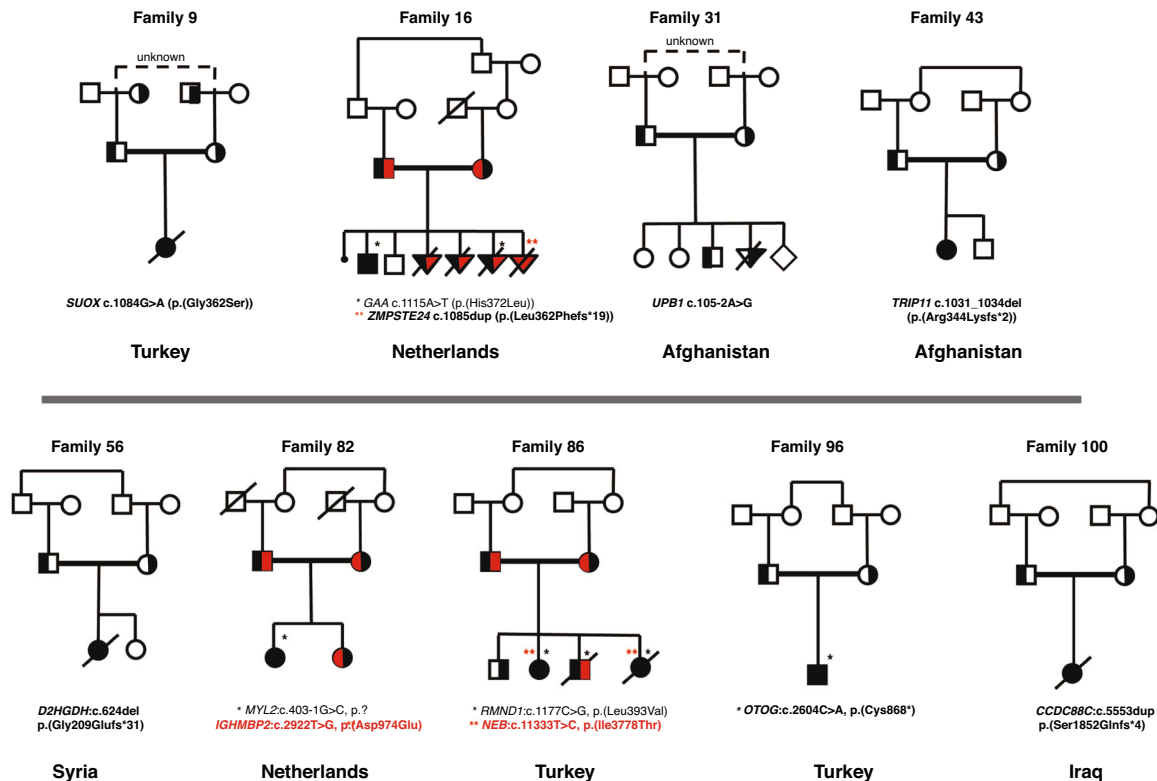 Family 9
Family 16
Family 31
Family 43
unknown
unknown
*
*
**
SUOX c.1084G>A (p.(Gly362Ser))
* GAA c.1115A>T (p.(His372Leu))
** ZMPSTE24 c.1085dup (p.(Leu362Phefs*19))
UPB1 c.105-2A>G
TRIP11 c.1031_1034del
(p.(Arg344Lysfs*2))
Turkey
Netherlands
Afghanistan
Afghanistan
Family 56
Family 82
Family 86
Family 96
Family 100
*
** *
*
** *
*
D2HGDH:c.624del
p.(Gly209Glufs*31)
* MYL2:c.403-1G>C, p.?
IGHMBP2:c.2922T>G, p.(Asp974Glu)
**
* RMND1:c.1177C>G, p.(Leu393Val)
** NEB:c.11333T>C, p.(Ile3778Thr)
* OTOG:c.2604C>A, p.(Cys868*)
CCDC88C:c.5553dup
p.(Ser1852Glnfs*4)
Syria
Netherlands
Turkey
Turkey
Iraq